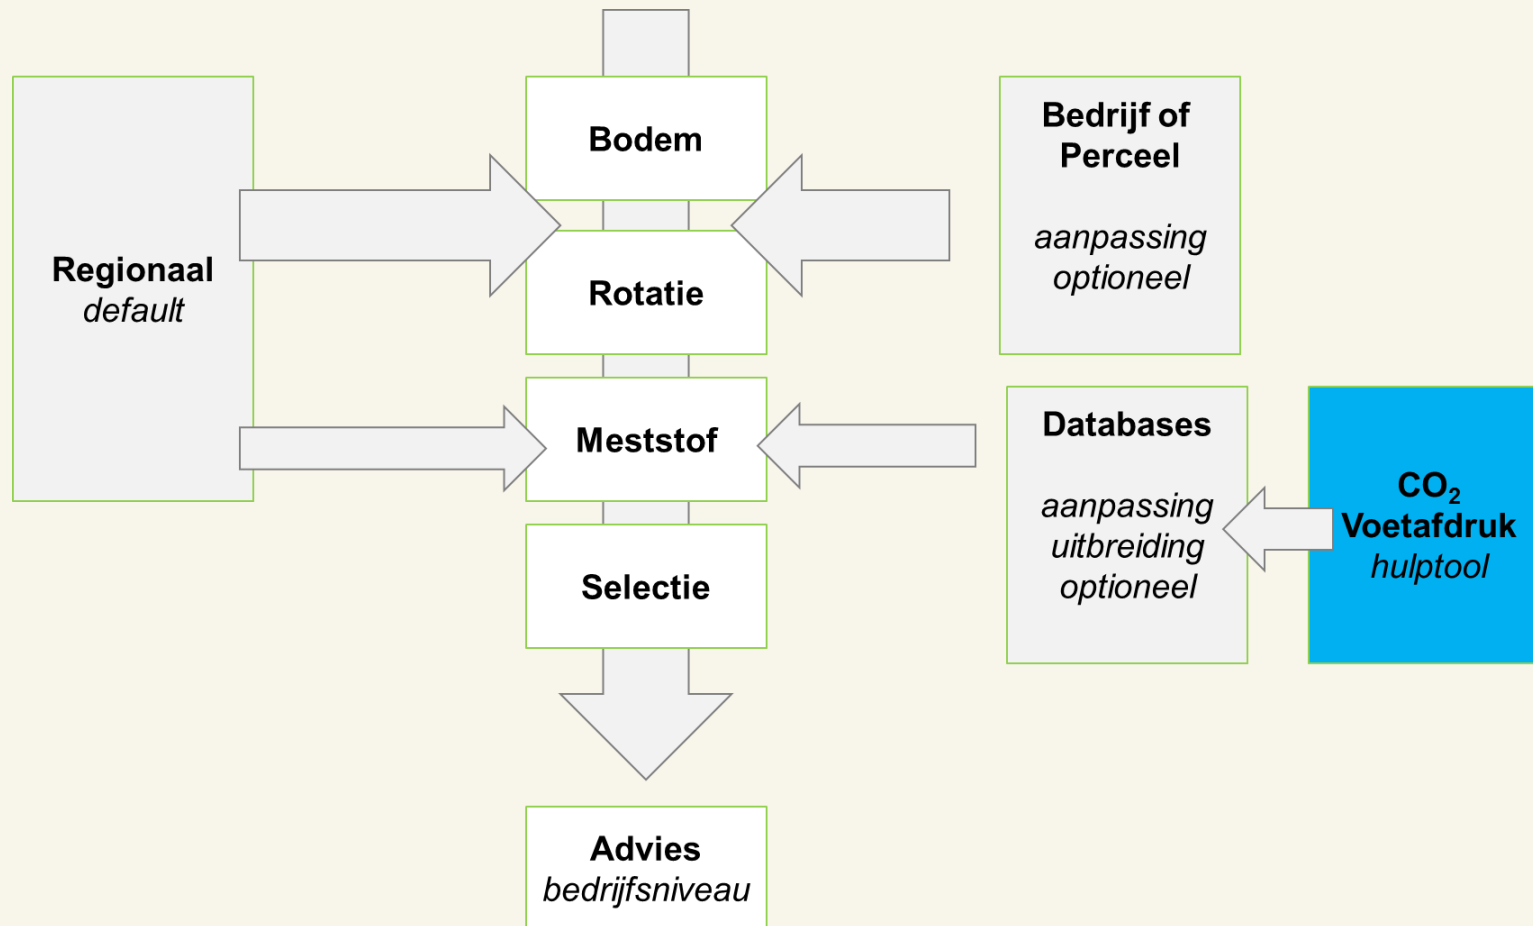 Bodem
Bedrijf of
Perceel
aanpassing
optioneel
Regionaal
default
Rotatie
Meststof
Databases
aanpassing
uitbreiding
optioneel
CO₂
Voetafdruk
hulptool
Selectie
Advies
bedrijfsniveau